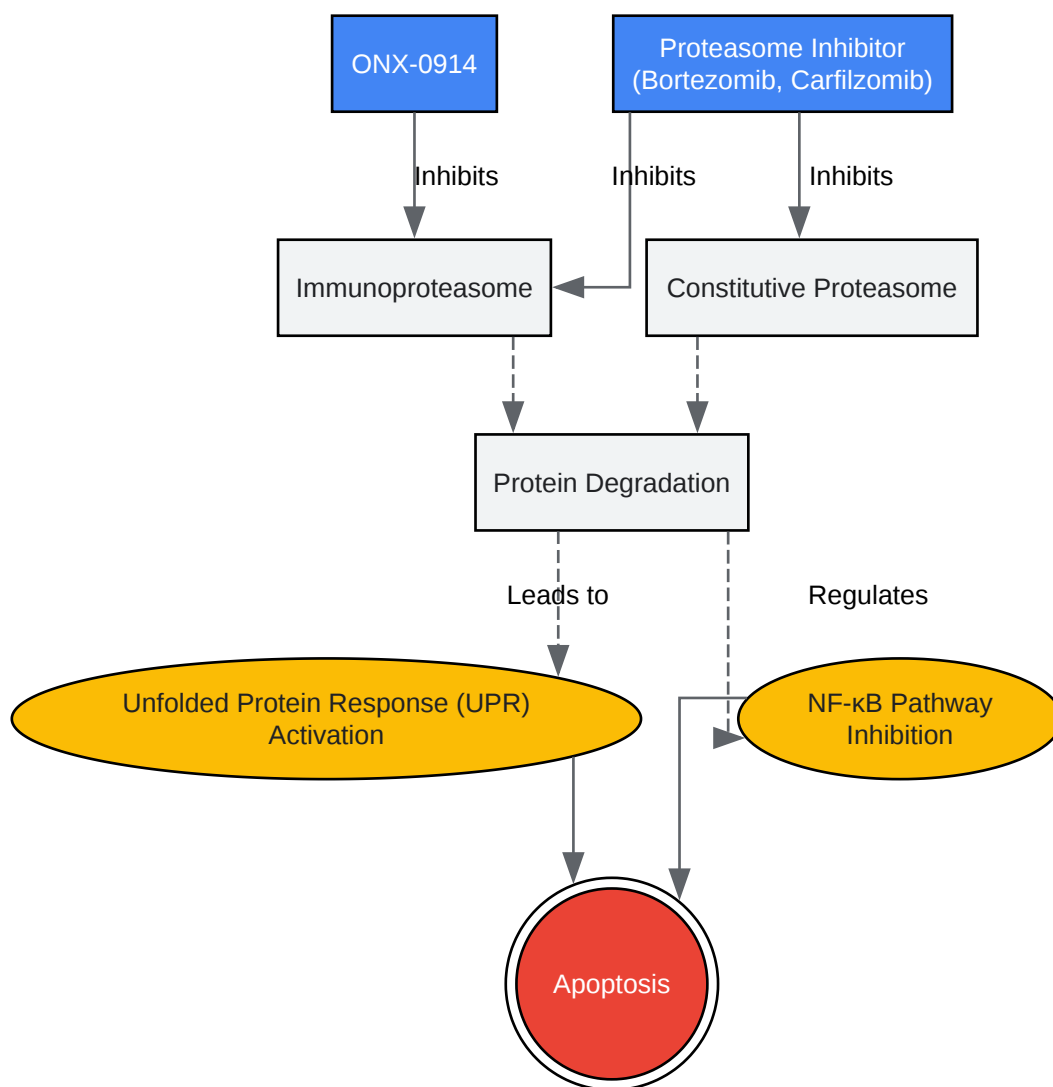 ONX-0914
Proteasome Inhibitor
(Bortezomib, Carfilzomib)
Inhibits
Inhibits
Inhibits
Immunoproteasome
Constitutive Proteasome
Protein Degradation
Leads to
Regulates
Unfolded Protein Response (UPR)
Activation
NF-κB Pathway
Inhibition
Apoptosis